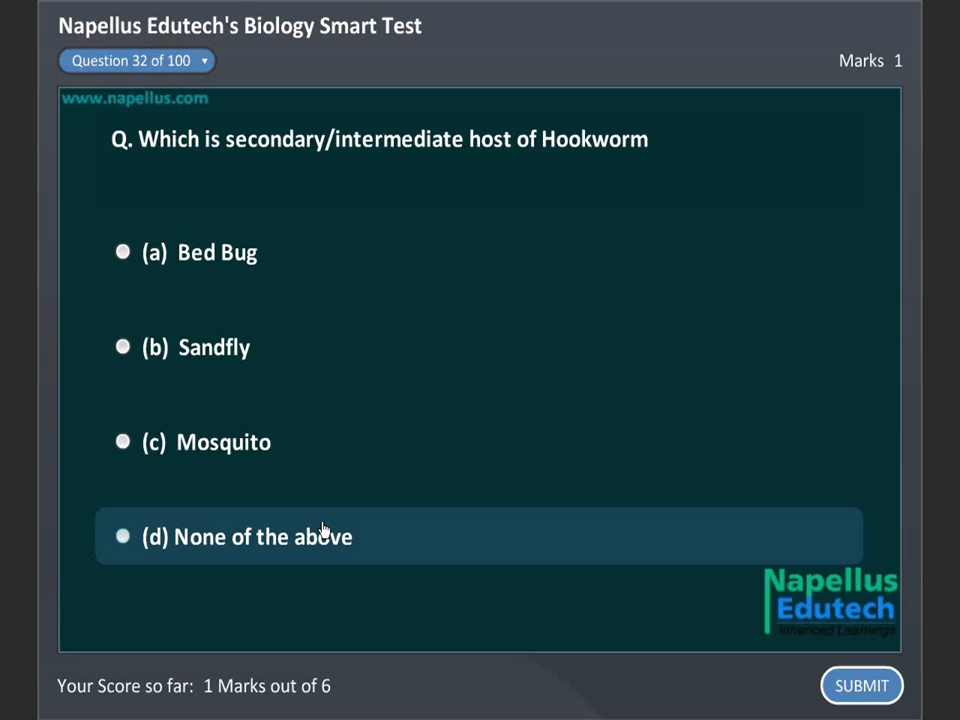 Napellus Edutech's Biology Smart Test
Question 32 of 100
Marks 1
www.napellus.com
Q. Which is secondary/intermediate host of Hookworm
(a) Bed Bug
(b) Sandfly
(c) Mosquito
(d) None of the above
Napellus
Edutech
Enhanced Learnings
Your Score so far: 1 Marks out of 6
SUBMIT